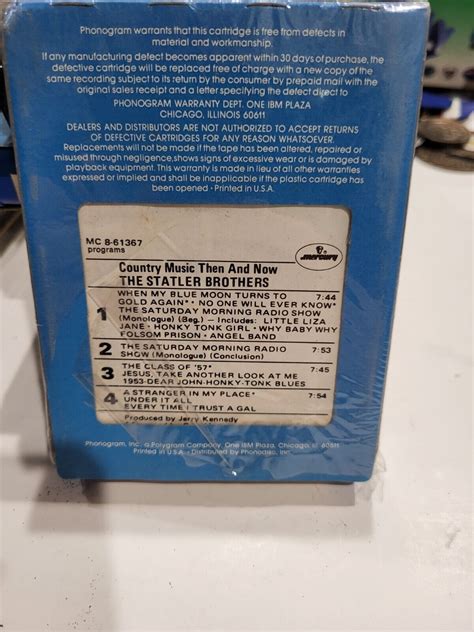 Phonogram warrants that this cartridge is free from defects in
material and workmanship.
If any manufacturing defect becomes apparent within 30 days of purchase, the
defective cartridge will be replaced free of charge with a new copy of the
same recording subject to its return by the consumer by prepaid mail with the
original sales receipt and a letter specifying the defect direct to
PHONOGRAM WARRANTY DEPT. ONE IBM PLAZA
CHICAGO, ILLINOIS 60611
DEALERS AND DISTRIBUTORS ARE NOT AUTHORIZED TO ACCEPT RETURNS
OF DEFECTIVE CARTRIDGES FOR ANY REASON WHATSOEVER.
Replacements will not be made if the tape has been altered, repaired or
misused through negligence, shows signs of excessive wear or is damaged by
playback equipment. This warranty is made in lieu of all other warranties
expressed or implied and shall be inapplicable if the plastic cartridge has
been opened • Printed in U.S.A.
MC 8-61367
programs
mercury
Country Music Then And Now
THE STATLER BROTHERS
WHEN MY BLUE MOON TURNS TO 7:44
GOLD AGAIN* • NO ONE WILL EVER KNOW*
1 THE SATURDAY MORNING RADIO SHOW
(Monologue) (Beg.) – Includes: LITTLE LIZA
JANE • HONKY TONK GIRL • WHY BABY WHY
FOLSOM PRISON • ANGEL BAND
2 THE SATURDAY MORNING RADIO 7:53
SHOW (Monologue) (Conclusion)
THE CLASS OF '57* 7:45
3 JESUS, TAKE ANOTHER LOOK AT ME
1953-DEAR JOHN-HONKY-TONK BLUES
A STRANGER IN MY PLACE* 7:54
4 UNDER IT ALL
EVERY TIME I TRUST A GAL
Produced by Jerry Kennedy
Phonogram, Inc. a Polygram Company, One IBM Plaza, Chicago, Ill. 60611
Printed in U.S.A. • Distributed by Phonodisc, Inc.